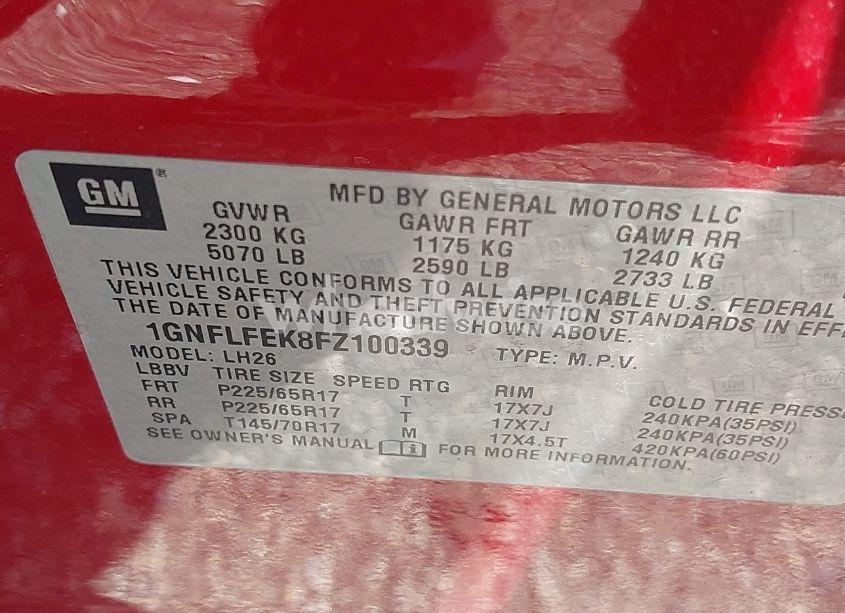 GM ®
MFD BY GENERAL MOTORS LLC
GVWR GAWR FRT GAWR RR
2300 KG 1175 KG 1240 KG
5070 LB 2590 LB 2733 LB
THIS VEHICLE CONFORMS TO ALL APPLICABLE U.S. FEDERAL
VEHICLE SAFETY AND THEFT PREVENTION STANDARDS IN EFF
THE DATE OF MANUFACTURE SHOWN ABOVE.
1GNFLFEK8FZ100339 TYPE: M.P.V.
MODEL: LH26
LBBV TIRE SIZE SPEED RTG RIM COLD TIRE PRESS
FRT P225/65R17 T 17X7J 240KPA(35PSI)
RR P225/65R17 T 17X7J 240KPA(35PSI)
SPA T145/70R17 M 17X4.5T 420KPA(60PSI)
SEE OWNER'S MANUAL FOR MORE INFORMATION.